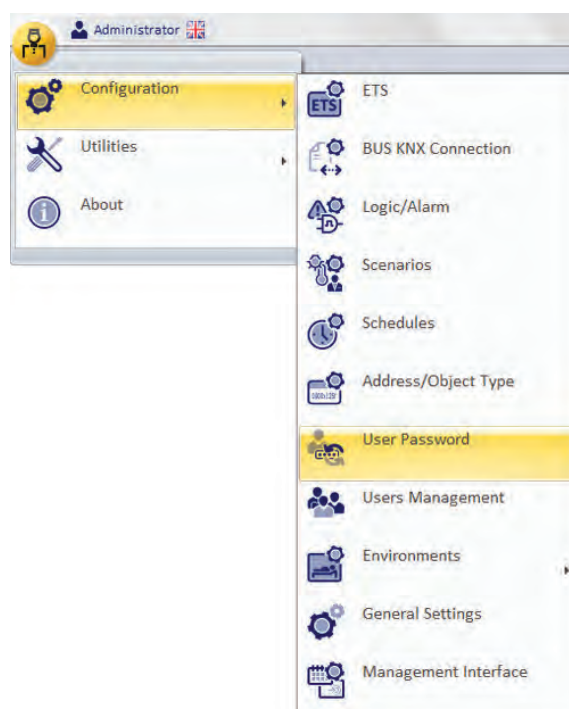 Administrator
Configuration
Utilities
About
ETS
ETS
BUS KNX Connection
Logic/Alarm
Scenarios
Schedules
Address/Object Type
User Password
Users Management
Environments
General Settings
Management Interface